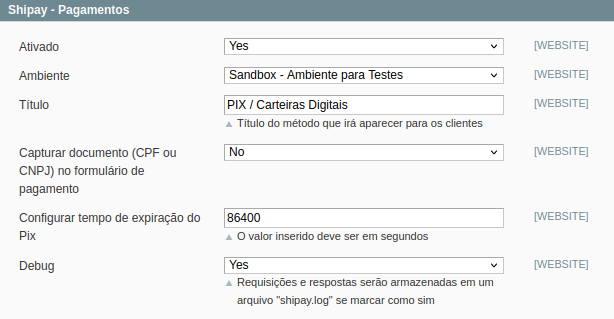 Shipay - Pagamentos
Ativado Yes [WEBSITE]
Ambiente Sandbox - Ambiente para Testes [WEBSITE]
Título PIX / Carteiras Digitais [WEBSITE]
Título do método que irá aparecer para os clientes
Capturar documento (CPF ou No [WEBSITE]
CNPJ) no formulário de
pagamento
Configurar tempo de expiração do 86400 [WEBSITE]
Pix
O valor inserido deve ser em segundos
Debug Yes [WEBSITE]
Requisições e respostas serão armazenadas em um
arquivo "shipay.log" se marcar como sim